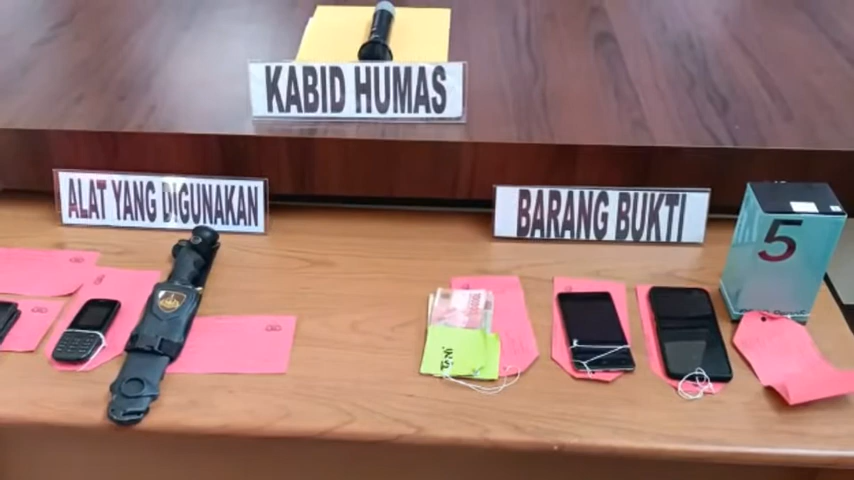 KABID HUMAS
ALAT YANG DIGUNAKAN
BARANG BUKTI
5